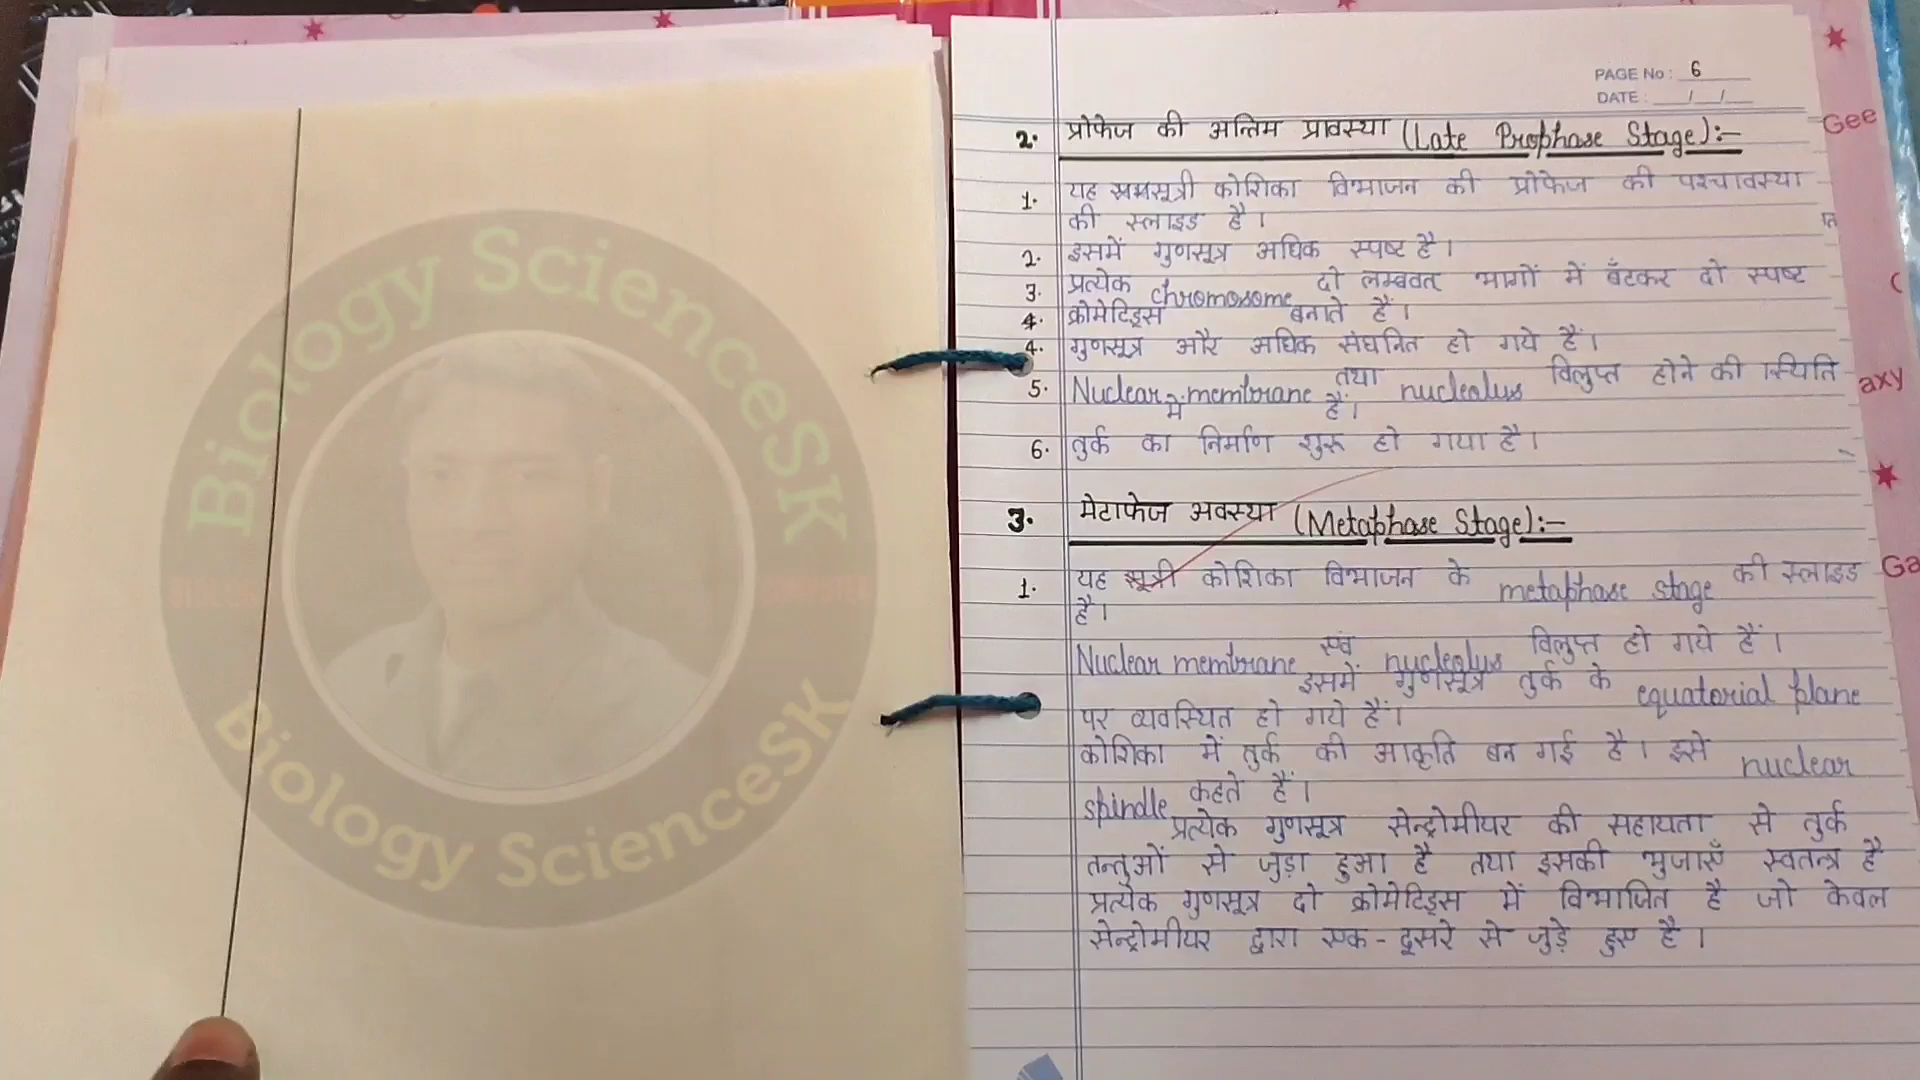 Biology ScienceSK
Biology ScienceSK
PAGE No: 6
DATE: / /
2. प्रोफेज की अन्तिम प्रावस्था (Late Prophase Stage):-
1. यह समसूत्री कोशिका विभाजन की प्रोफेज की पश्चावस्था
की स्लाइड है।
2. इसमें गुणसूत्र अधिक स्पष्ट है।
3. प्रत्येक chromosome दो लम्बवत् भागों में बँटकर दो स्पष्ट
4. क्रोमेटिड्स बनाते हैं।
4. गुणसूत्र और अधिक संघनित हो गये हैं।
5. Nuclear membrane तथा nucleolus विलुप्त होने की स्थिति
में हैं।
6. तुर्क का निर्माण शुरू हो गया है।
3. मेटाफेज अवस्था (Metaphase Stage):-
1. यह सूत्री कोशिका विभाजन के metaphase stage की स्लाइड
है।
Nuclear membrane एवं nucleolus विलुप्त हो गये हैं।
इसमें गुणसूत्र तुर्क के equatorial plane
पर व्यवस्थित हो गये हैं।
कोशिका में तुर्क की आकृति बन गई है। इसे nuclear
spindle कहते हैं।
प्रत्येक गुणसूत्र सेन्ट्रोमीयर की सहायता से तुर्क
तन्तुओं से जुड़ा हुआ है तथा इसकी भुजाएँ स्वतन्त्र है
प्रत्येक गुणसूत्र दो क्रोमेटिड्स में विभाजित है जो केवल
सेन्ट्रोमीयर द्वारा एक-दूसरे से जुड़े हुए है।
Gee
axy
Ga